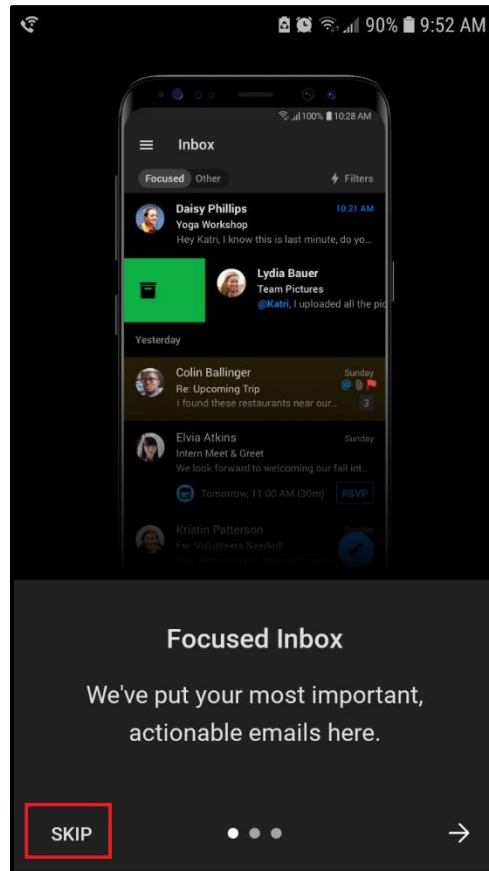 90% 9:52 AM
100% 10:28 AM
Inbox
Focused Other Filters
Daisy Phillips 10:21 AM
Yoga Workshop
Hey Katri, I know this is last minute, do yo...
Lydia Bauer
Team Pictures
@Katri, I uploaded all the pic
Yesterday
Colin Ballinger Sunday
Re: Upcoming Trip
I found these restaurants near our... 3
Elvia Atkins Sunday
Intern Meet & Greet
We look forward to welcoming our fall int..
Tomorrow, 11:00 AM (30m) RSVP
Kristin Patterson Sunday
Fw: Volunteers Needed!
Focused Inbox
We've put your most important,
actionable emails here.
SKIP